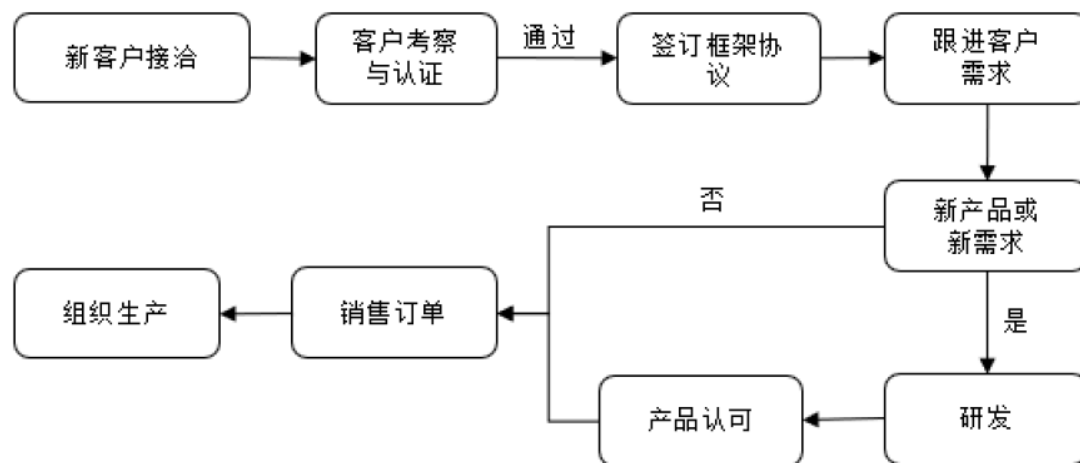 新客户接洽
客户考察
与认证
通过
签订框架协
议
跟进客户
需求
否
新产品或
新需求
组织生产
销售订单
是
产品认可
研发